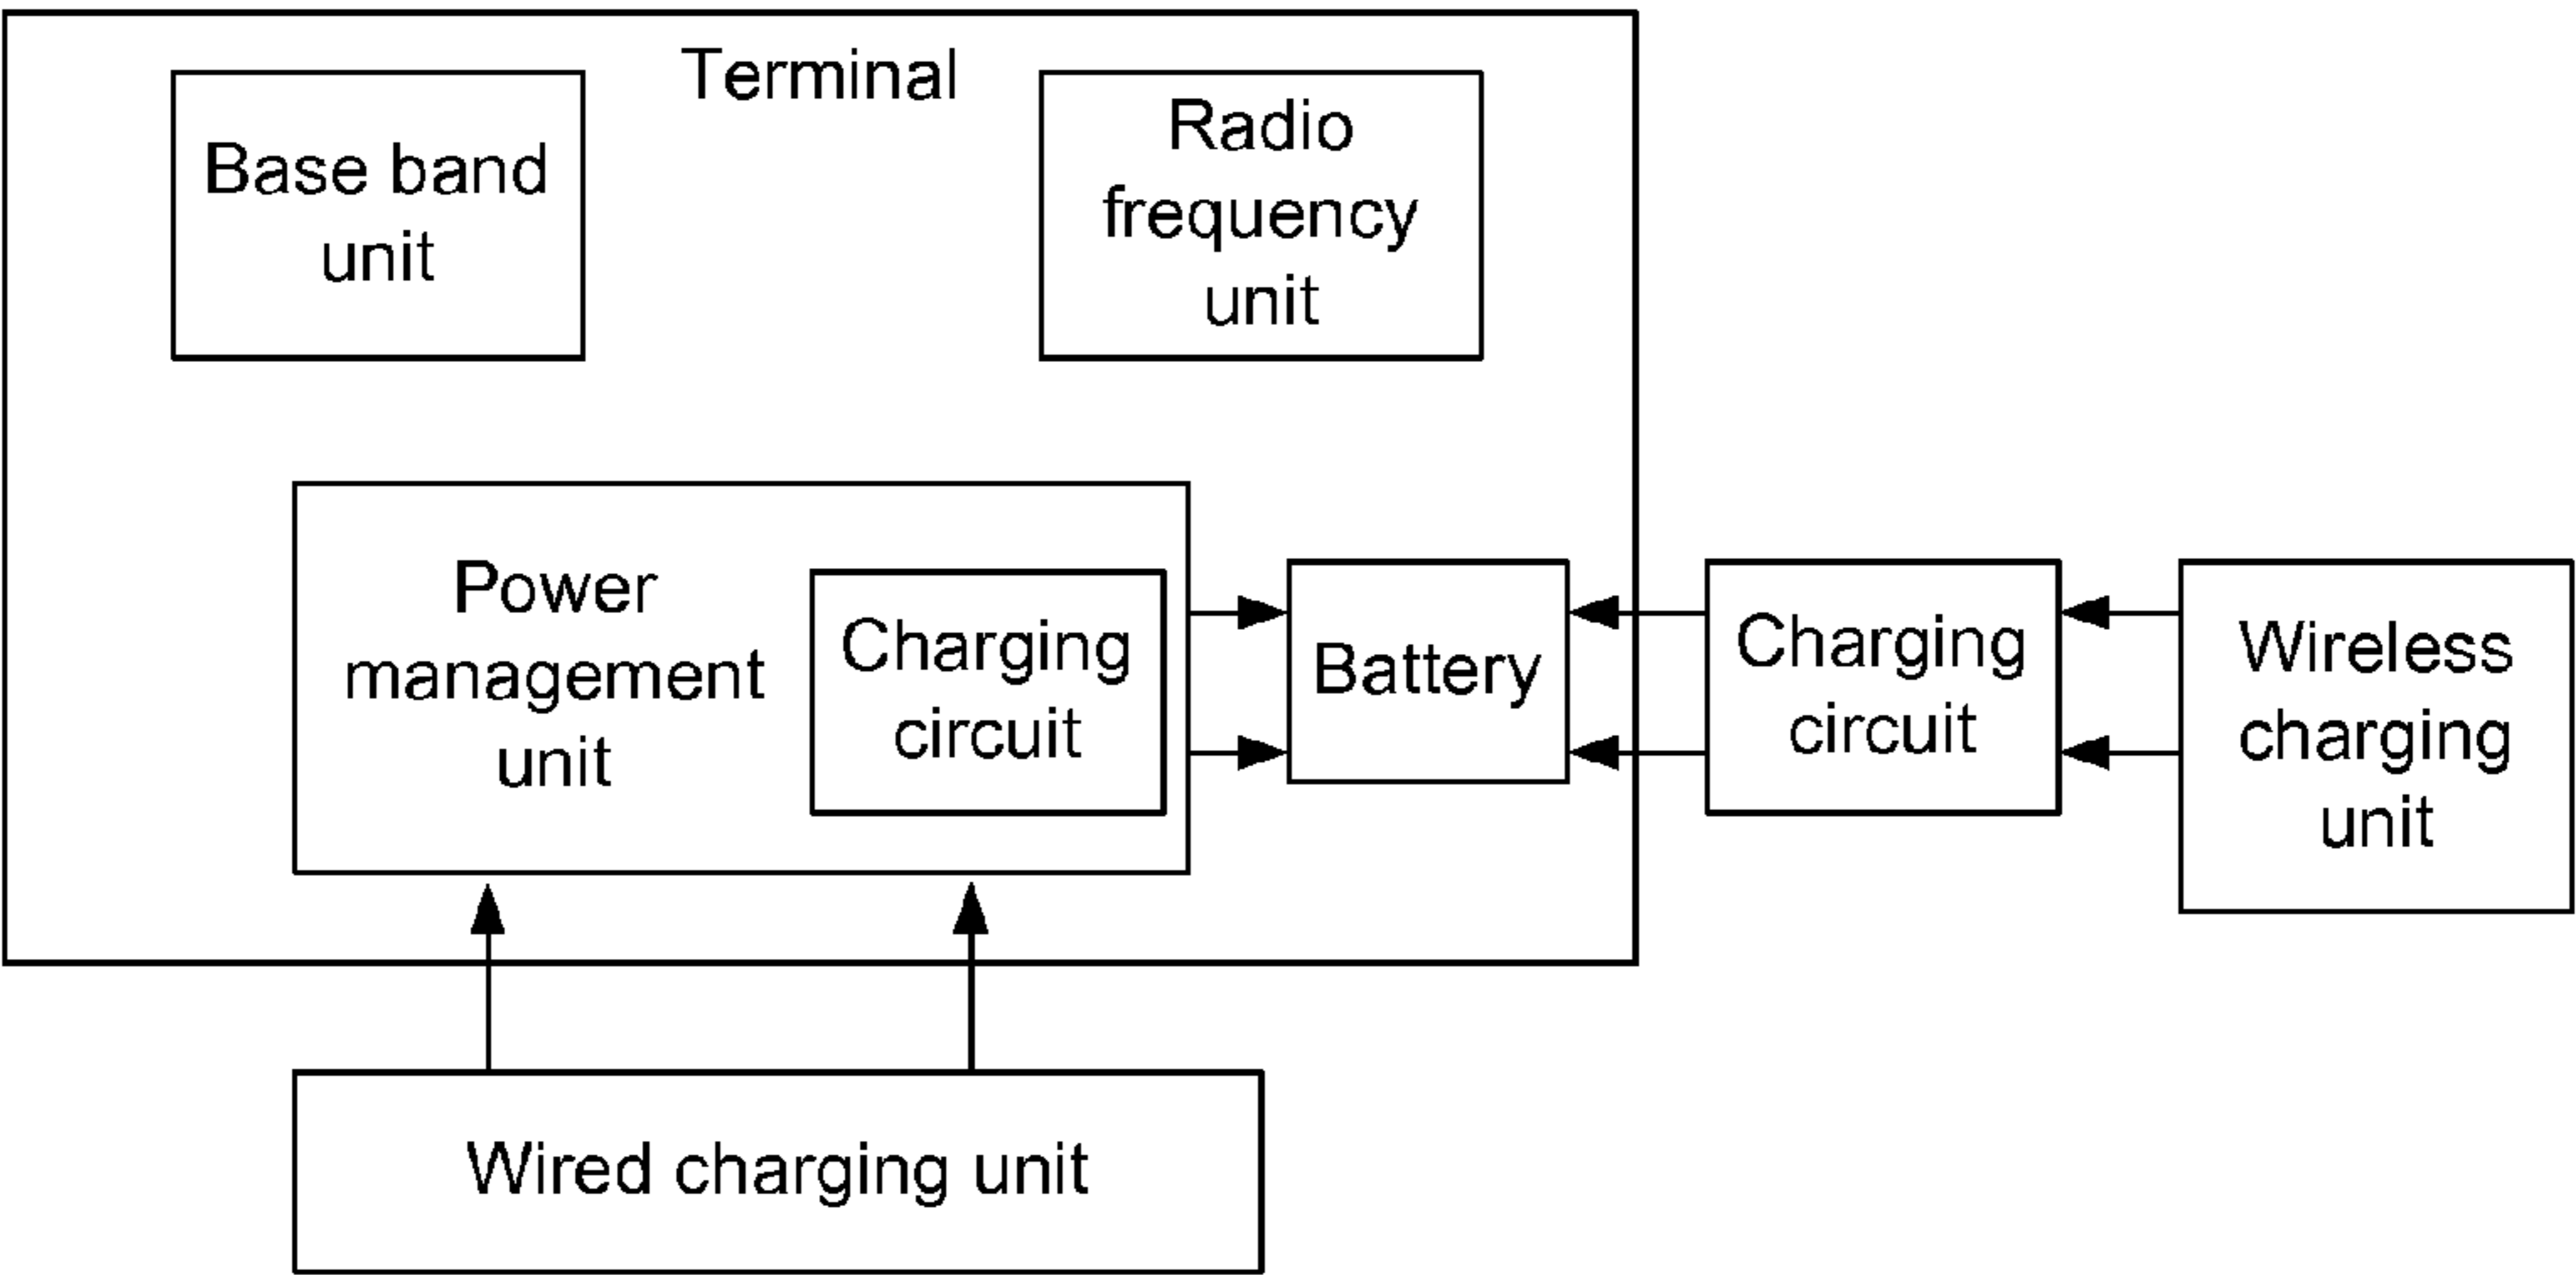 Terminal
Base band
unit
Radio
frequency
unit
Power
management
unit
Charging
circuit
Battery
Charging
circuit
Wireless
charging
unit
Wired charging unit